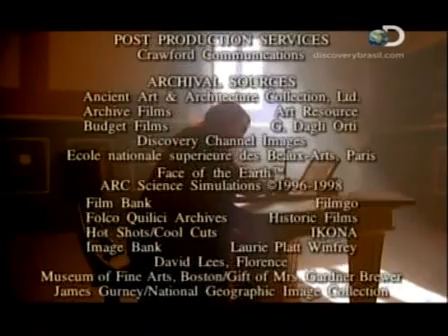 POST PRODUCTION SERVICES
Crawford Communications
discoverybrasil.com
ARCHIVAL SOURCES
Ancient Art & Architecture Collection, Ltd.
Archive Films Art Resource
Budget Films G. Dagli Orti
Discovery Channel Images
Ecole nationale superieure des Beaux-Arts, Paris
Face of the Earth™
ARC Science Simulations ©1996-1998
Film Bank Filmgo
Folco Quilici Archives Historic Films
Hot Shots/Cool Cuts IKONA
Image Bank Laurie Platt Winfrey
David Lees, Florence
Museum of Fine Arts, Boston/Gift of Mrs. Gardner Brewer
James Gurney/National Geographic Image Collection